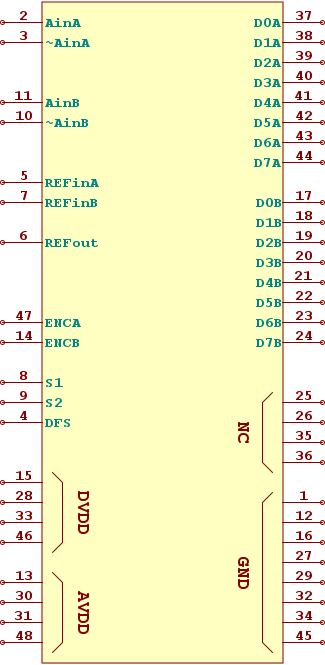 2 AinA D0A 37
3 ~AinA D1A 38
D2A 39
D3A 40
11 AinB D4A 41
10 ~AinB D5A 42
D6A 43
D7A 44
5 REFinA
7 REFinB D0B 17
D1B 18
6 REFout D2B 19
D3B 20
D4B 21
D5B 22
47 ENCA D6B 23
14 ENCB D7B 24
8 S1
9 S2 25
4 DFS NC 26
35
36
15
28 DVDD 1
33 12
46 16
27
13 GND 29
30 AVDD 32
31 34
48 45